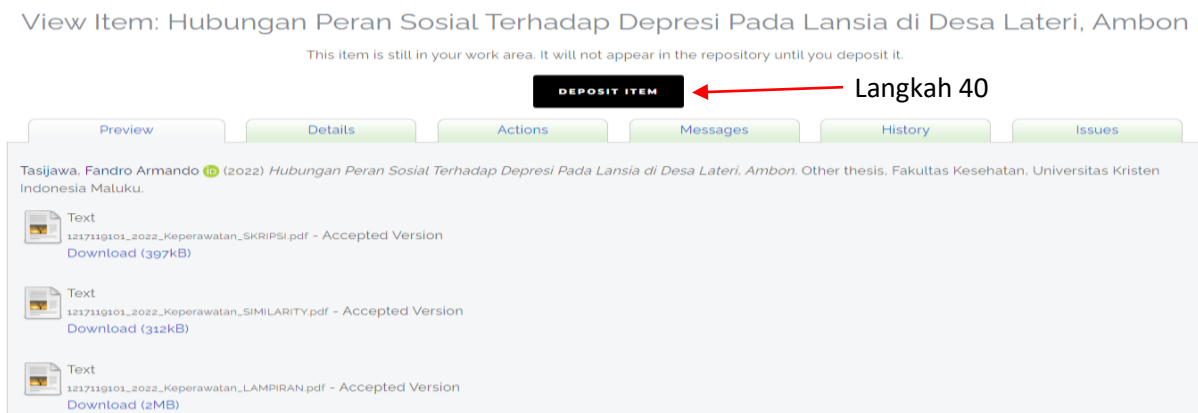 View Item: Hubungan Peran Sosial Terhadap Depresi Pada Lansia di Desa Lateri, Ambon
This item is still in your work area. It will not appear in the repository until you deposit it.
DEPOSIT ITEM
Langkah 40
Preview Details Actions Messages History Issues
Tasijawa, Fandro Armando iD (2022) Hubungan Peran Sosial Terhadap Depresi Pada Lansia di Desa Lateri, Ambon. Other thesis, Fakultas Kesehatan, Universitas Kristen
Indonesia Maluku.
Text
1217119101_2022_Keperawatan_SKRIPSI.pdf - Accepted Version
Download (397kB)
Text
1217119101_2022_Keperawatan_SIMILARITY.pdf - Accepted Version
Download (312kB)
Text
1217119101_2022_Keperawatan_LAMPIRAN.pdf - Accepted Version
Download (2MB)